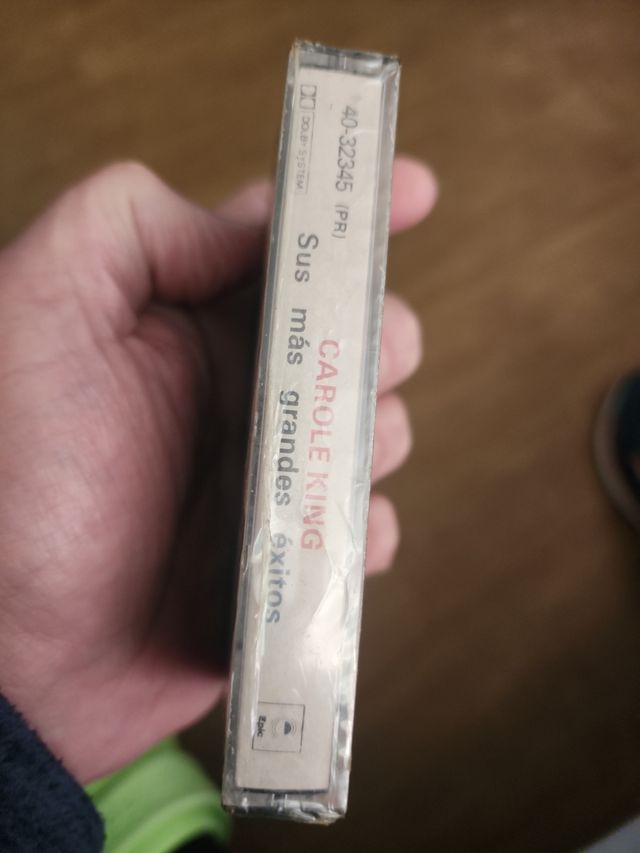 40-32345 (PR)
CAROLE KING
DOLBY SYSTEM
Sus más grandes éxitos
Epic